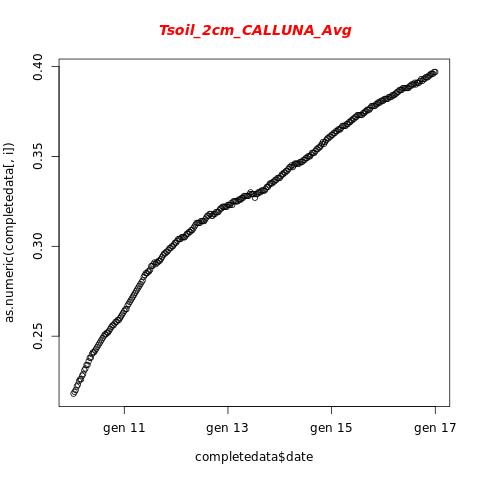 Tsoil_2cm_CALLUNA_Avg
as.numeric(completedata[, i])
0.40
0.35
0.30
0.25
gen 11
gen 13
gen 15
gen 17
completedata$date